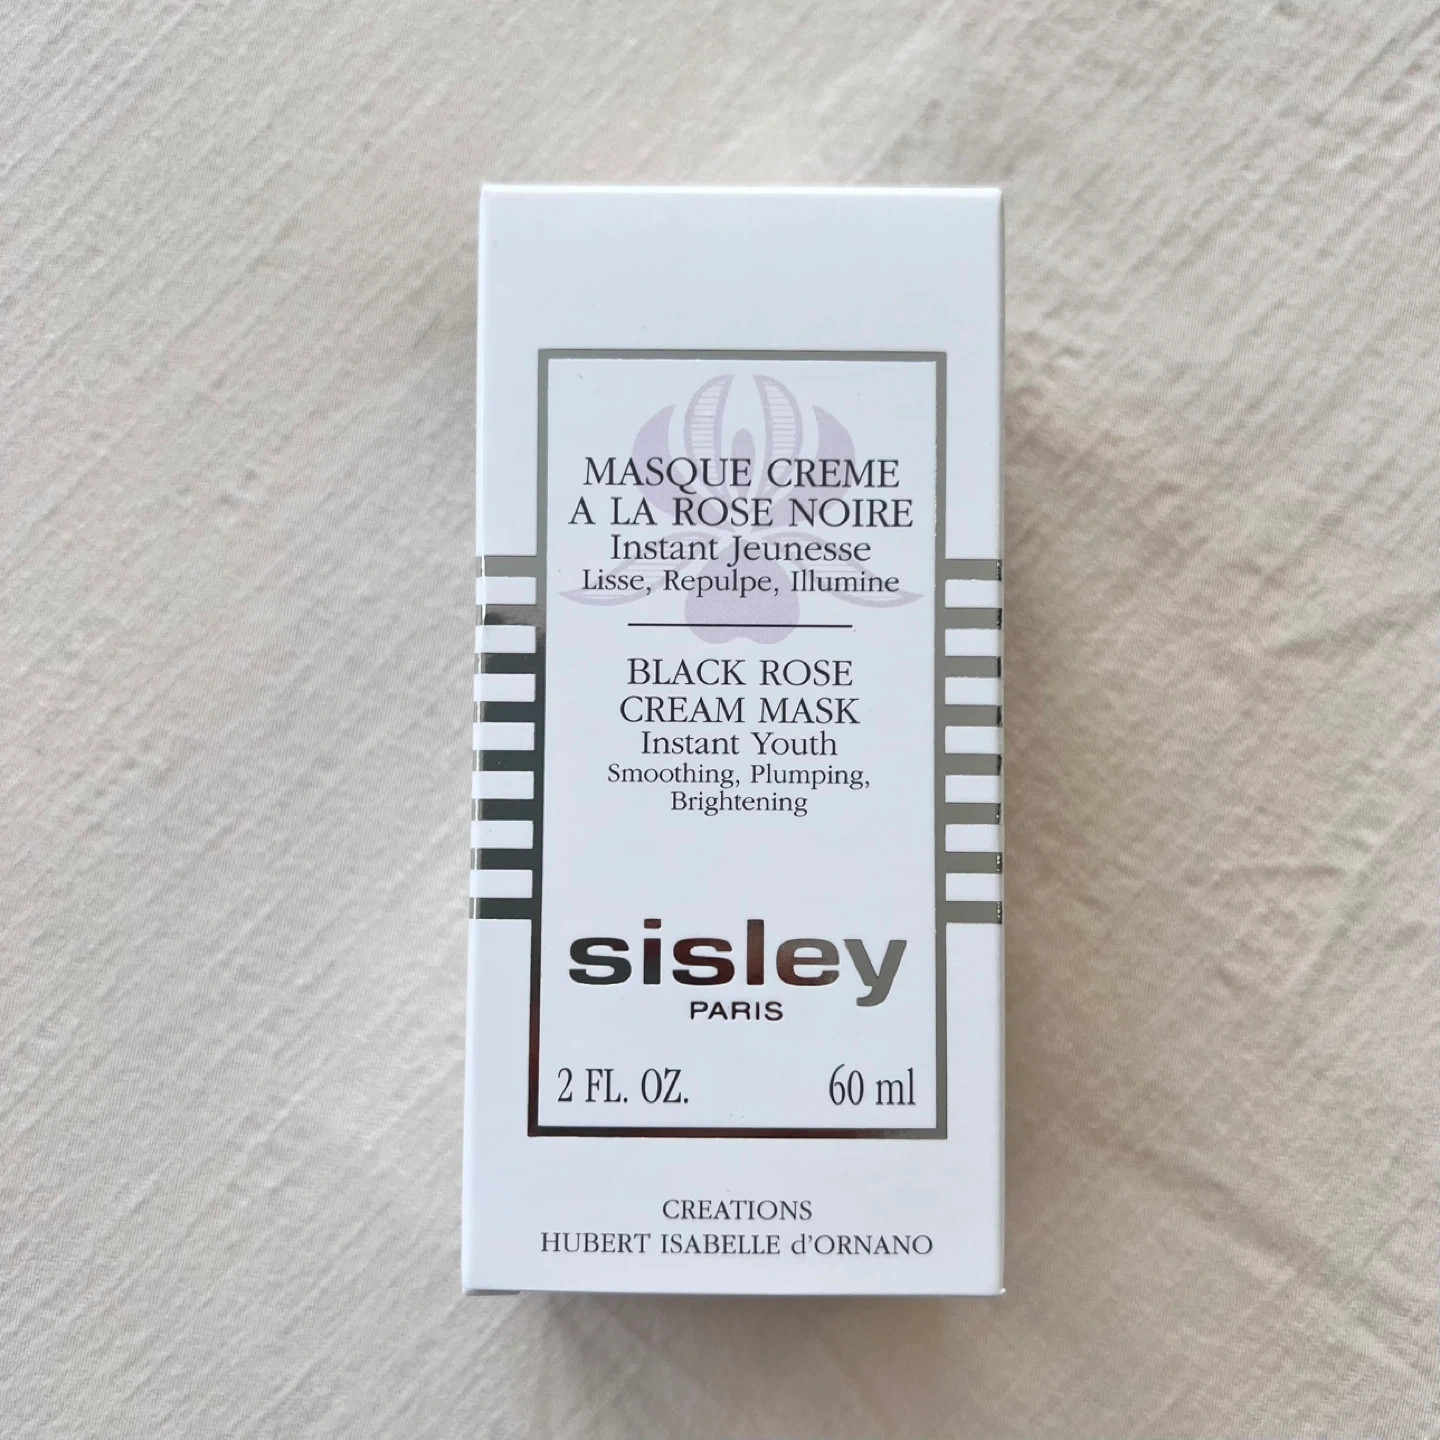 MASQUE CREME
A LA ROSE NOIRE
Instant Jeunesse
Lisse, Repulpe, Illumine
BLACK ROSE
CREAM MASK
Instant Youth
Smoothing, Plumping,
Brightening
sisley
PARIS
2 FL. OZ. 60 ml
CREATIONS
HUBERT ISABELLE d'ORNANO